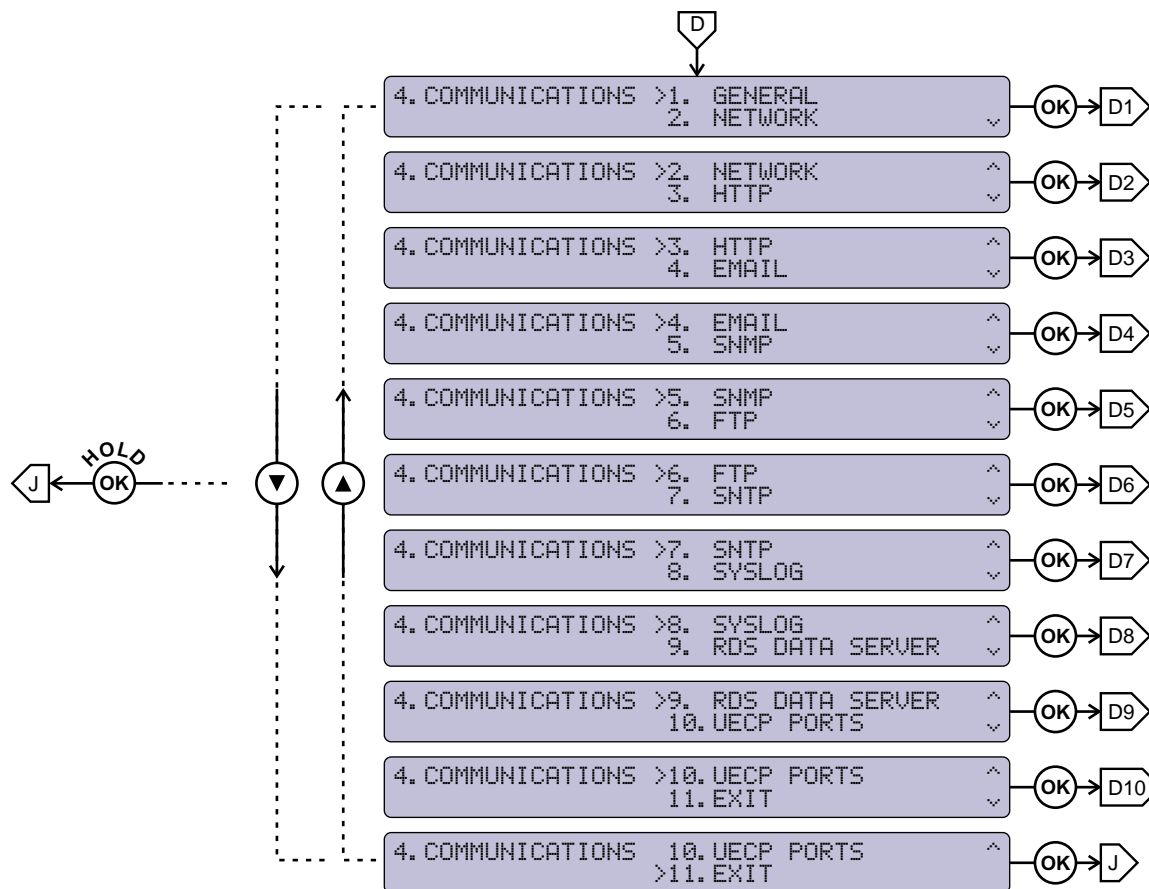 D
4. COMMUNICATIONS >1. GENERAL
2. NETWORK
OK D1
4. COMMUNICATIONS >2. NETWORK
3. HTTP
OK D2
4. COMMUNICATIONS >3. HTTP
4. EMAIL
OK D3
4. COMMUNICATIONS >4. EMAIL
5. SNMP
OK D4
4. COMMUNICATIONS >5. SNMP
6. FTP
OK D5
HOLD
J OK
4. COMMUNICATIONS >6. FTP
7. SNTP
OK D6
4. COMMUNICATIONS >7. SNTP
8. SYSLOG
OK D7
4. COMMUNICATIONS >8. SYSLOG
9. RDS DATA SERVER
OK D8
4. COMMUNICATIONS >9. RDS DATA SERVER
10. UECP PORTS
OK D9
4. COMMUNICATIONS >10. UECP PORTS
11. EXIT
OK D10
4. COMMUNICATIONS 10. UECP PORTS
>11. EXIT
OK J